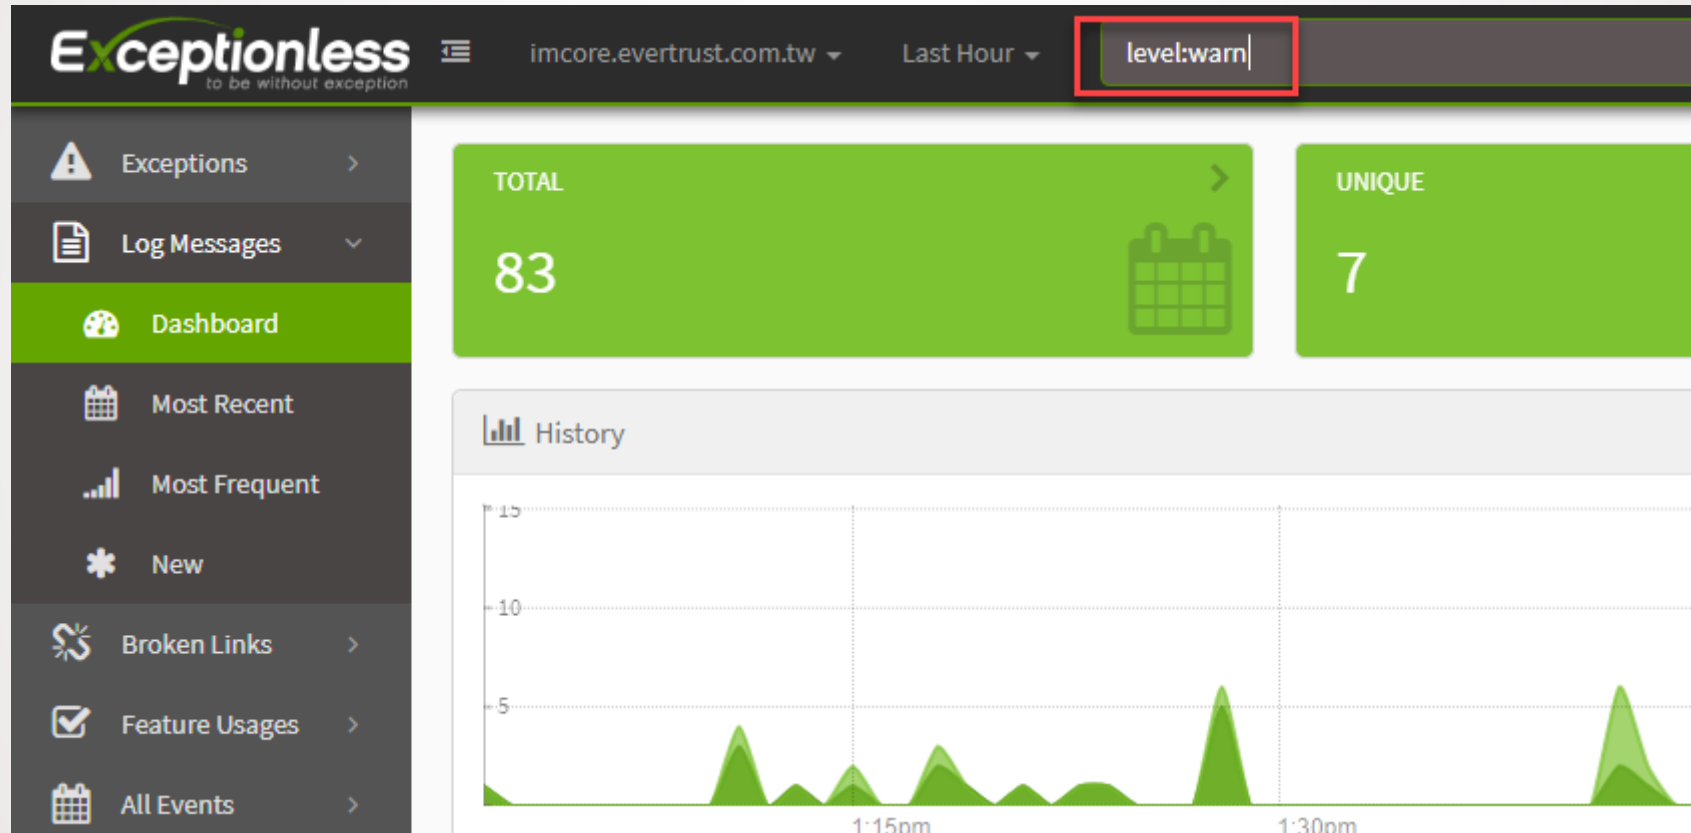 Exceptionless
to be without exception
imcore.evertrust.com.tw
Last Hour
level:warn
Exceptions
Log Messages
Dashboard
Most Recent
Most Frequent
New
Broken Links
Feature Usages
All Events
TOTAL
83
UNIQUE
7
History
15
10
5
1:15pm
1:30pm